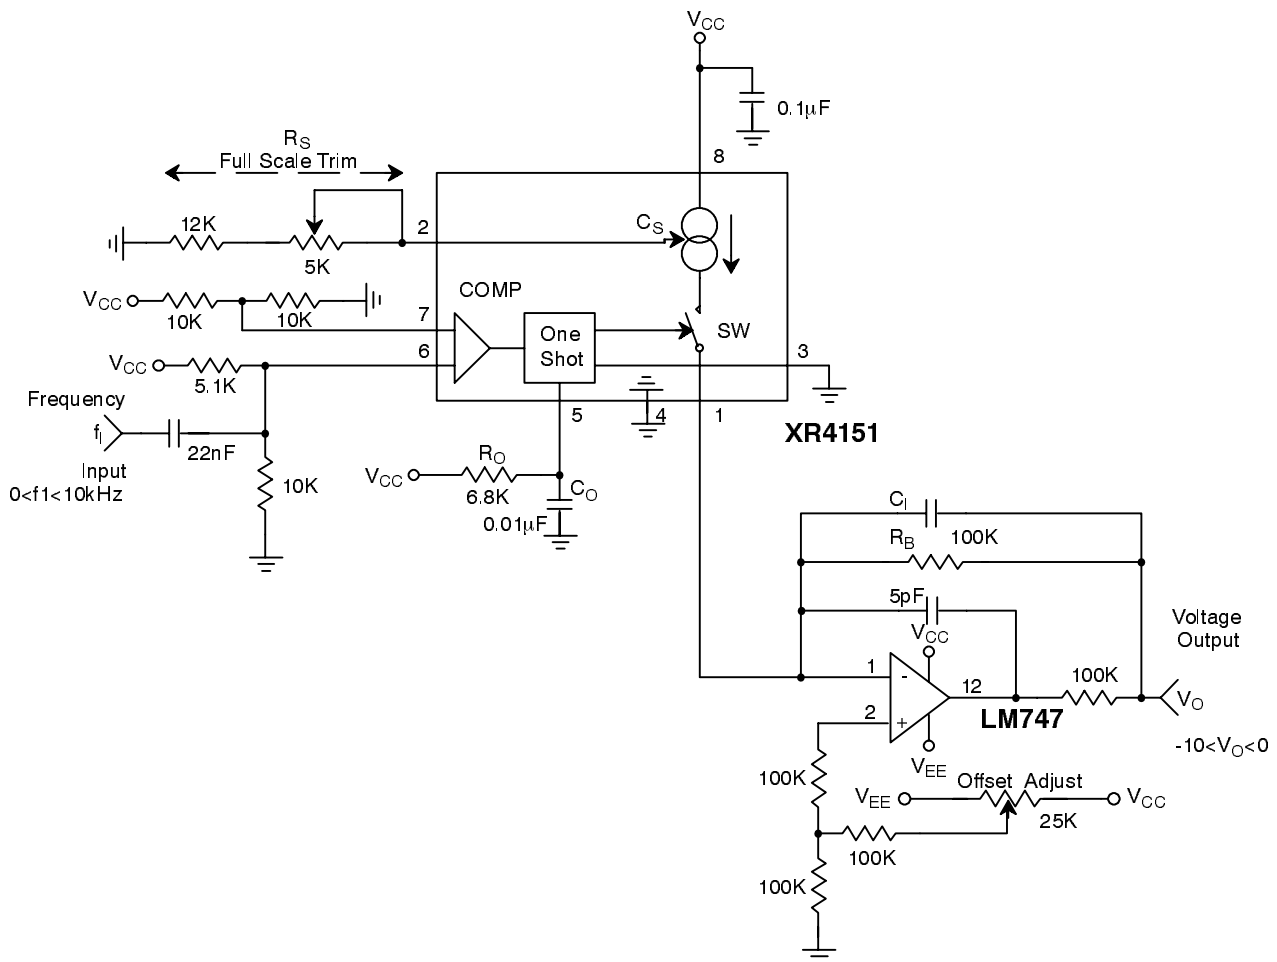 VCC
0.1µF
8
RS
Full Scale Trim
12K
5K
2
CS
VCC
10K
10K
7
COMP
One
Shot
SW
VCC
5.1K
6
3
Frequency
fI
Input
0<f1<10kHz
22nF
10K
5
4
1
XR4151
VCC
RO
6.8K
CO
0.01µF
CI
100K
RB
5pF
VCC
1
-
12
2
+
LM747
VEE
100K
Voltage
Output
VO
-10<VO<0
100K
VEE
Offset Adjust
VCC
25K
100K
100K